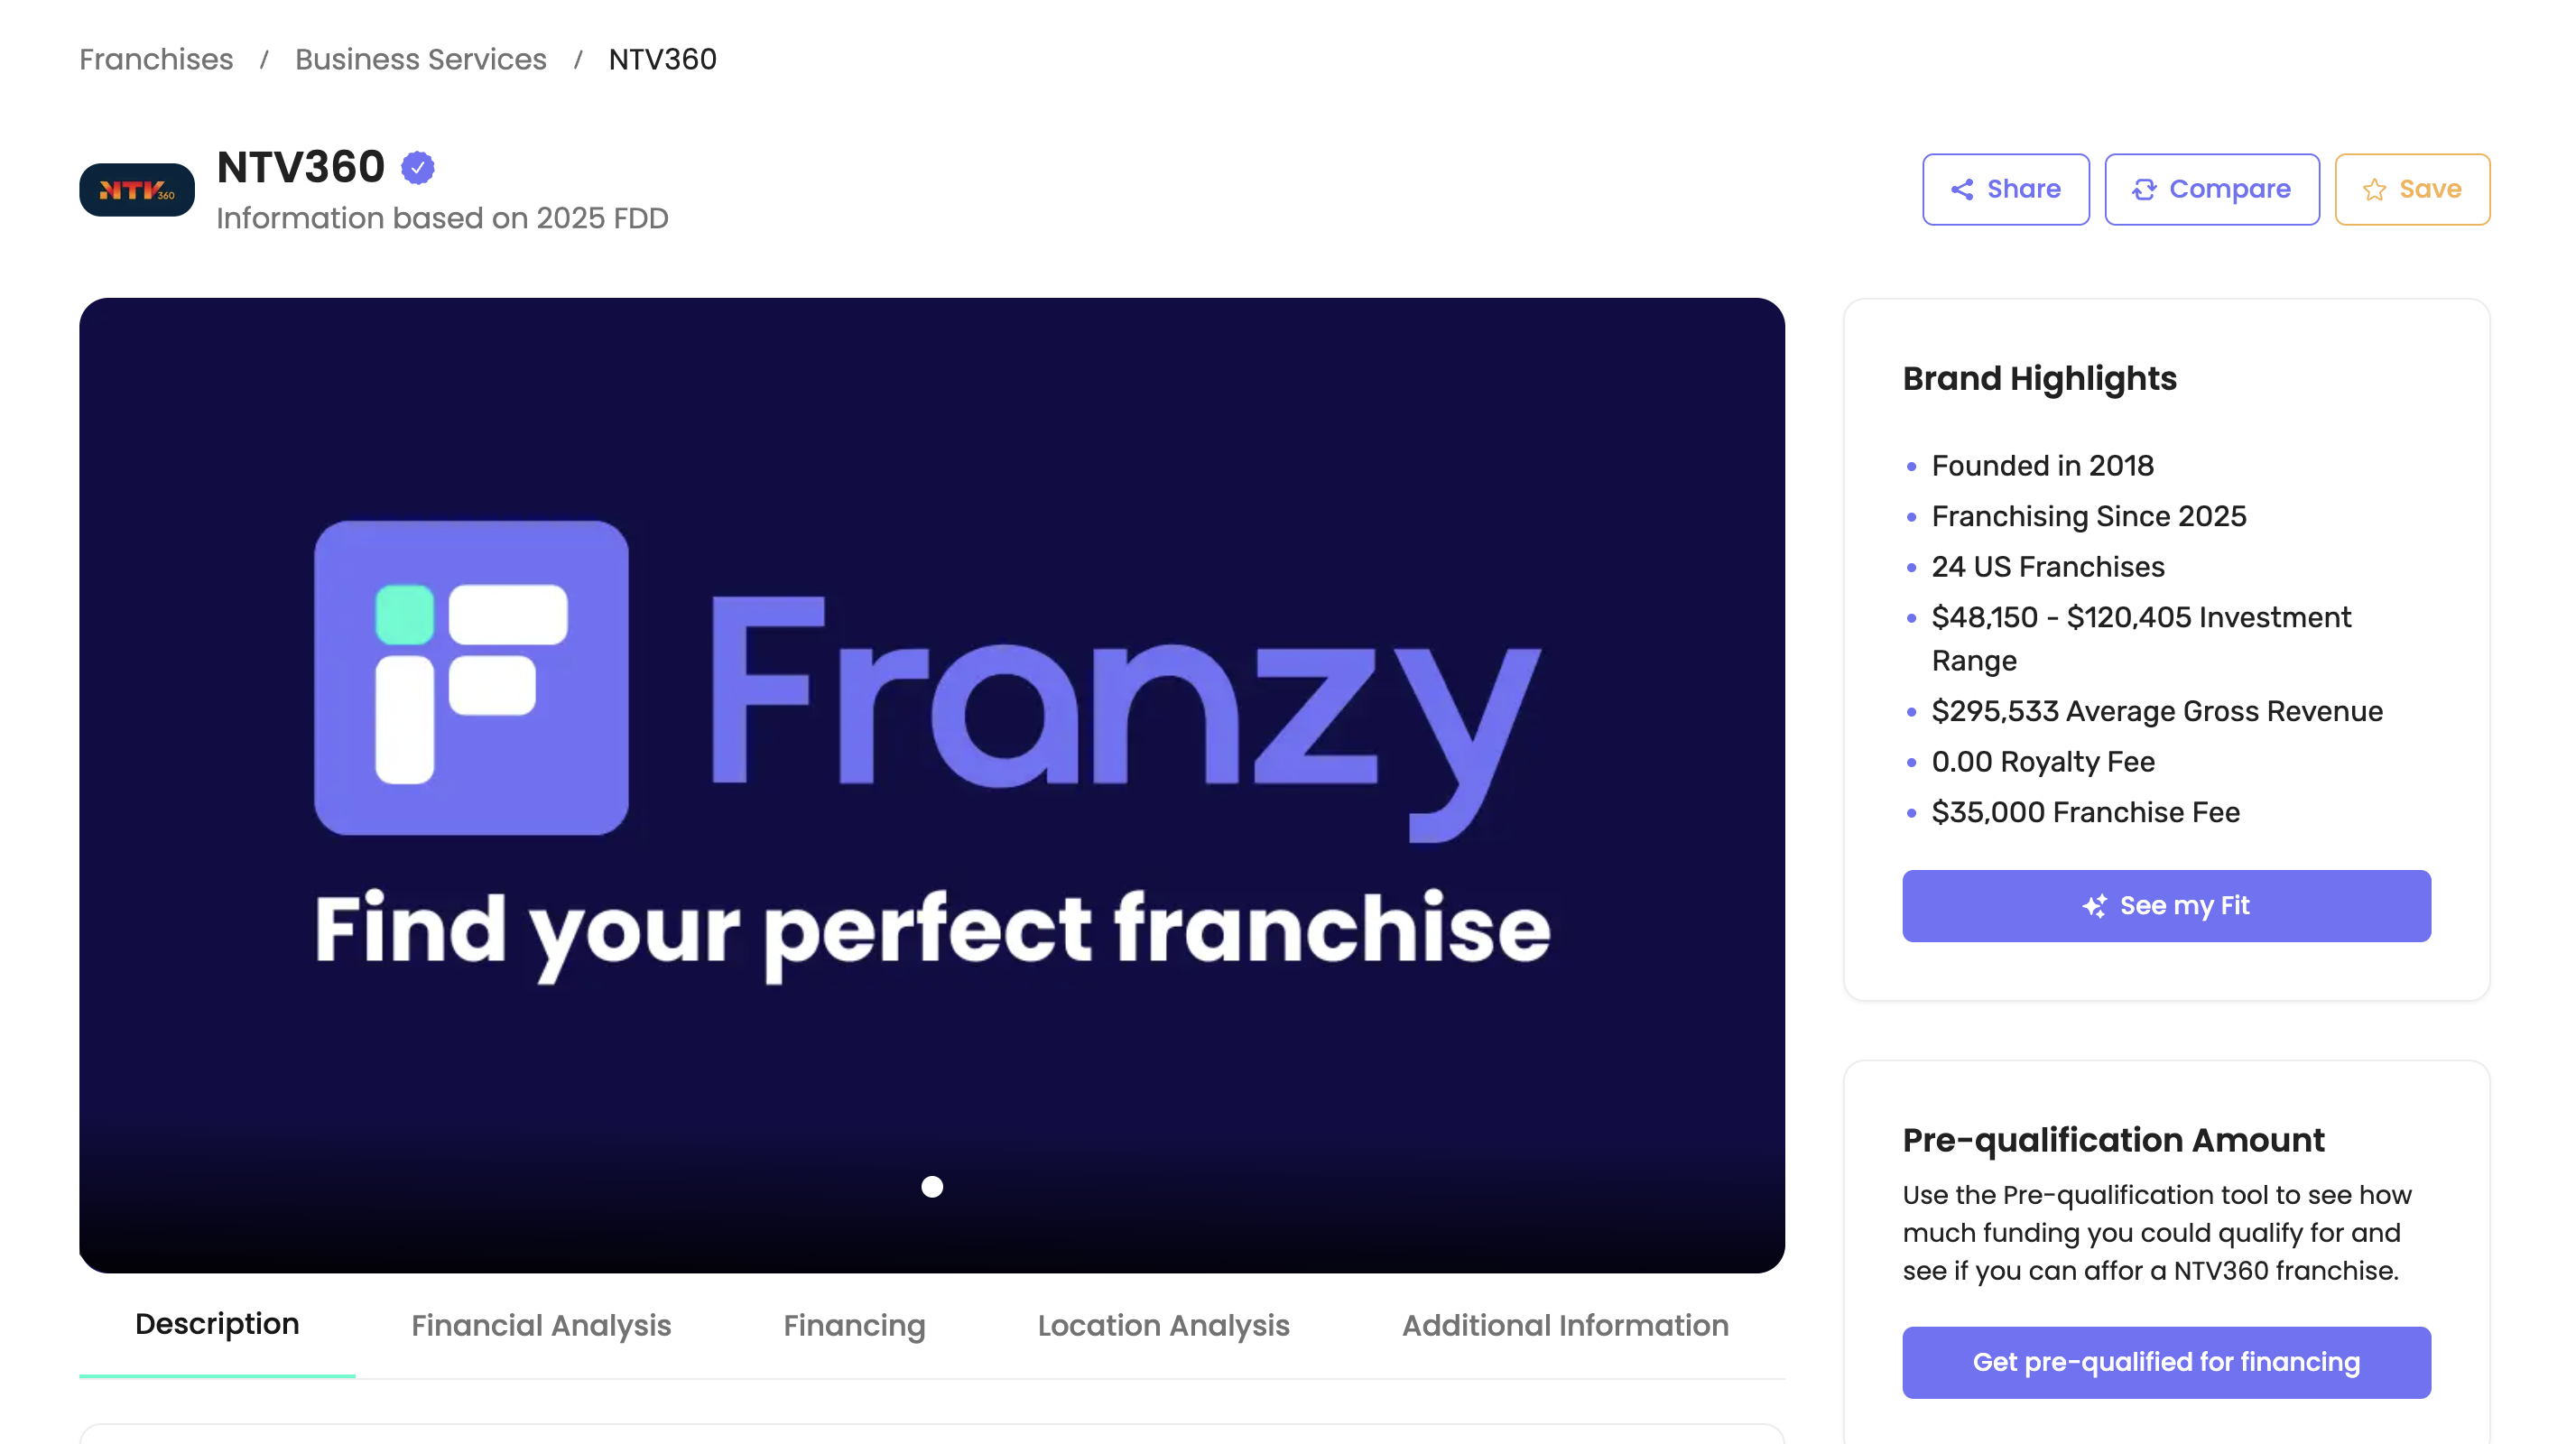 Franchises / Business Services / NTV360
NTV360
NTV360
Information based on 2025 FDD
Share
Compare
Save
Franzy
Find your perfect franchise
Brand Highlights
Founded in 2018
Franchising Since 2025
24 US Franchises
$48,150 - $120,405 Investment
Range
$295,533 Average Gross Revenue
0.00 Royalty Fee
$35,000 Franchise Fee
See my Fit
Pre-qualification Amount
Use the Pre-qualification tool to see how
much funding you could qualify for and
see if you can affor a NTV360 franchise.
Get pre-qualified for financing
Description
Financial Analysis
Financing
Location Analysis
Additional Information